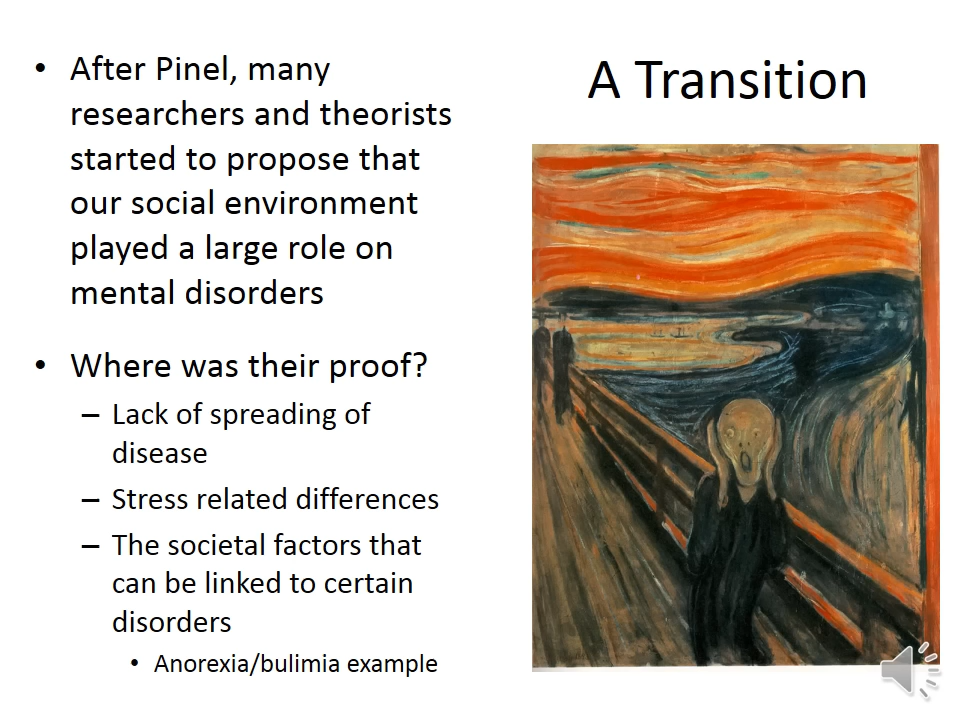 A Transition
• After Pinel, many
researchers and theorists
started to propose that
our social environment
played a large role on
mental disorders
• Where was their proof?
– Lack of spreading of
disease
– Stress related differences
– The societal factors that
can be linked to certain
disorders
• Anorexia/bulimia example